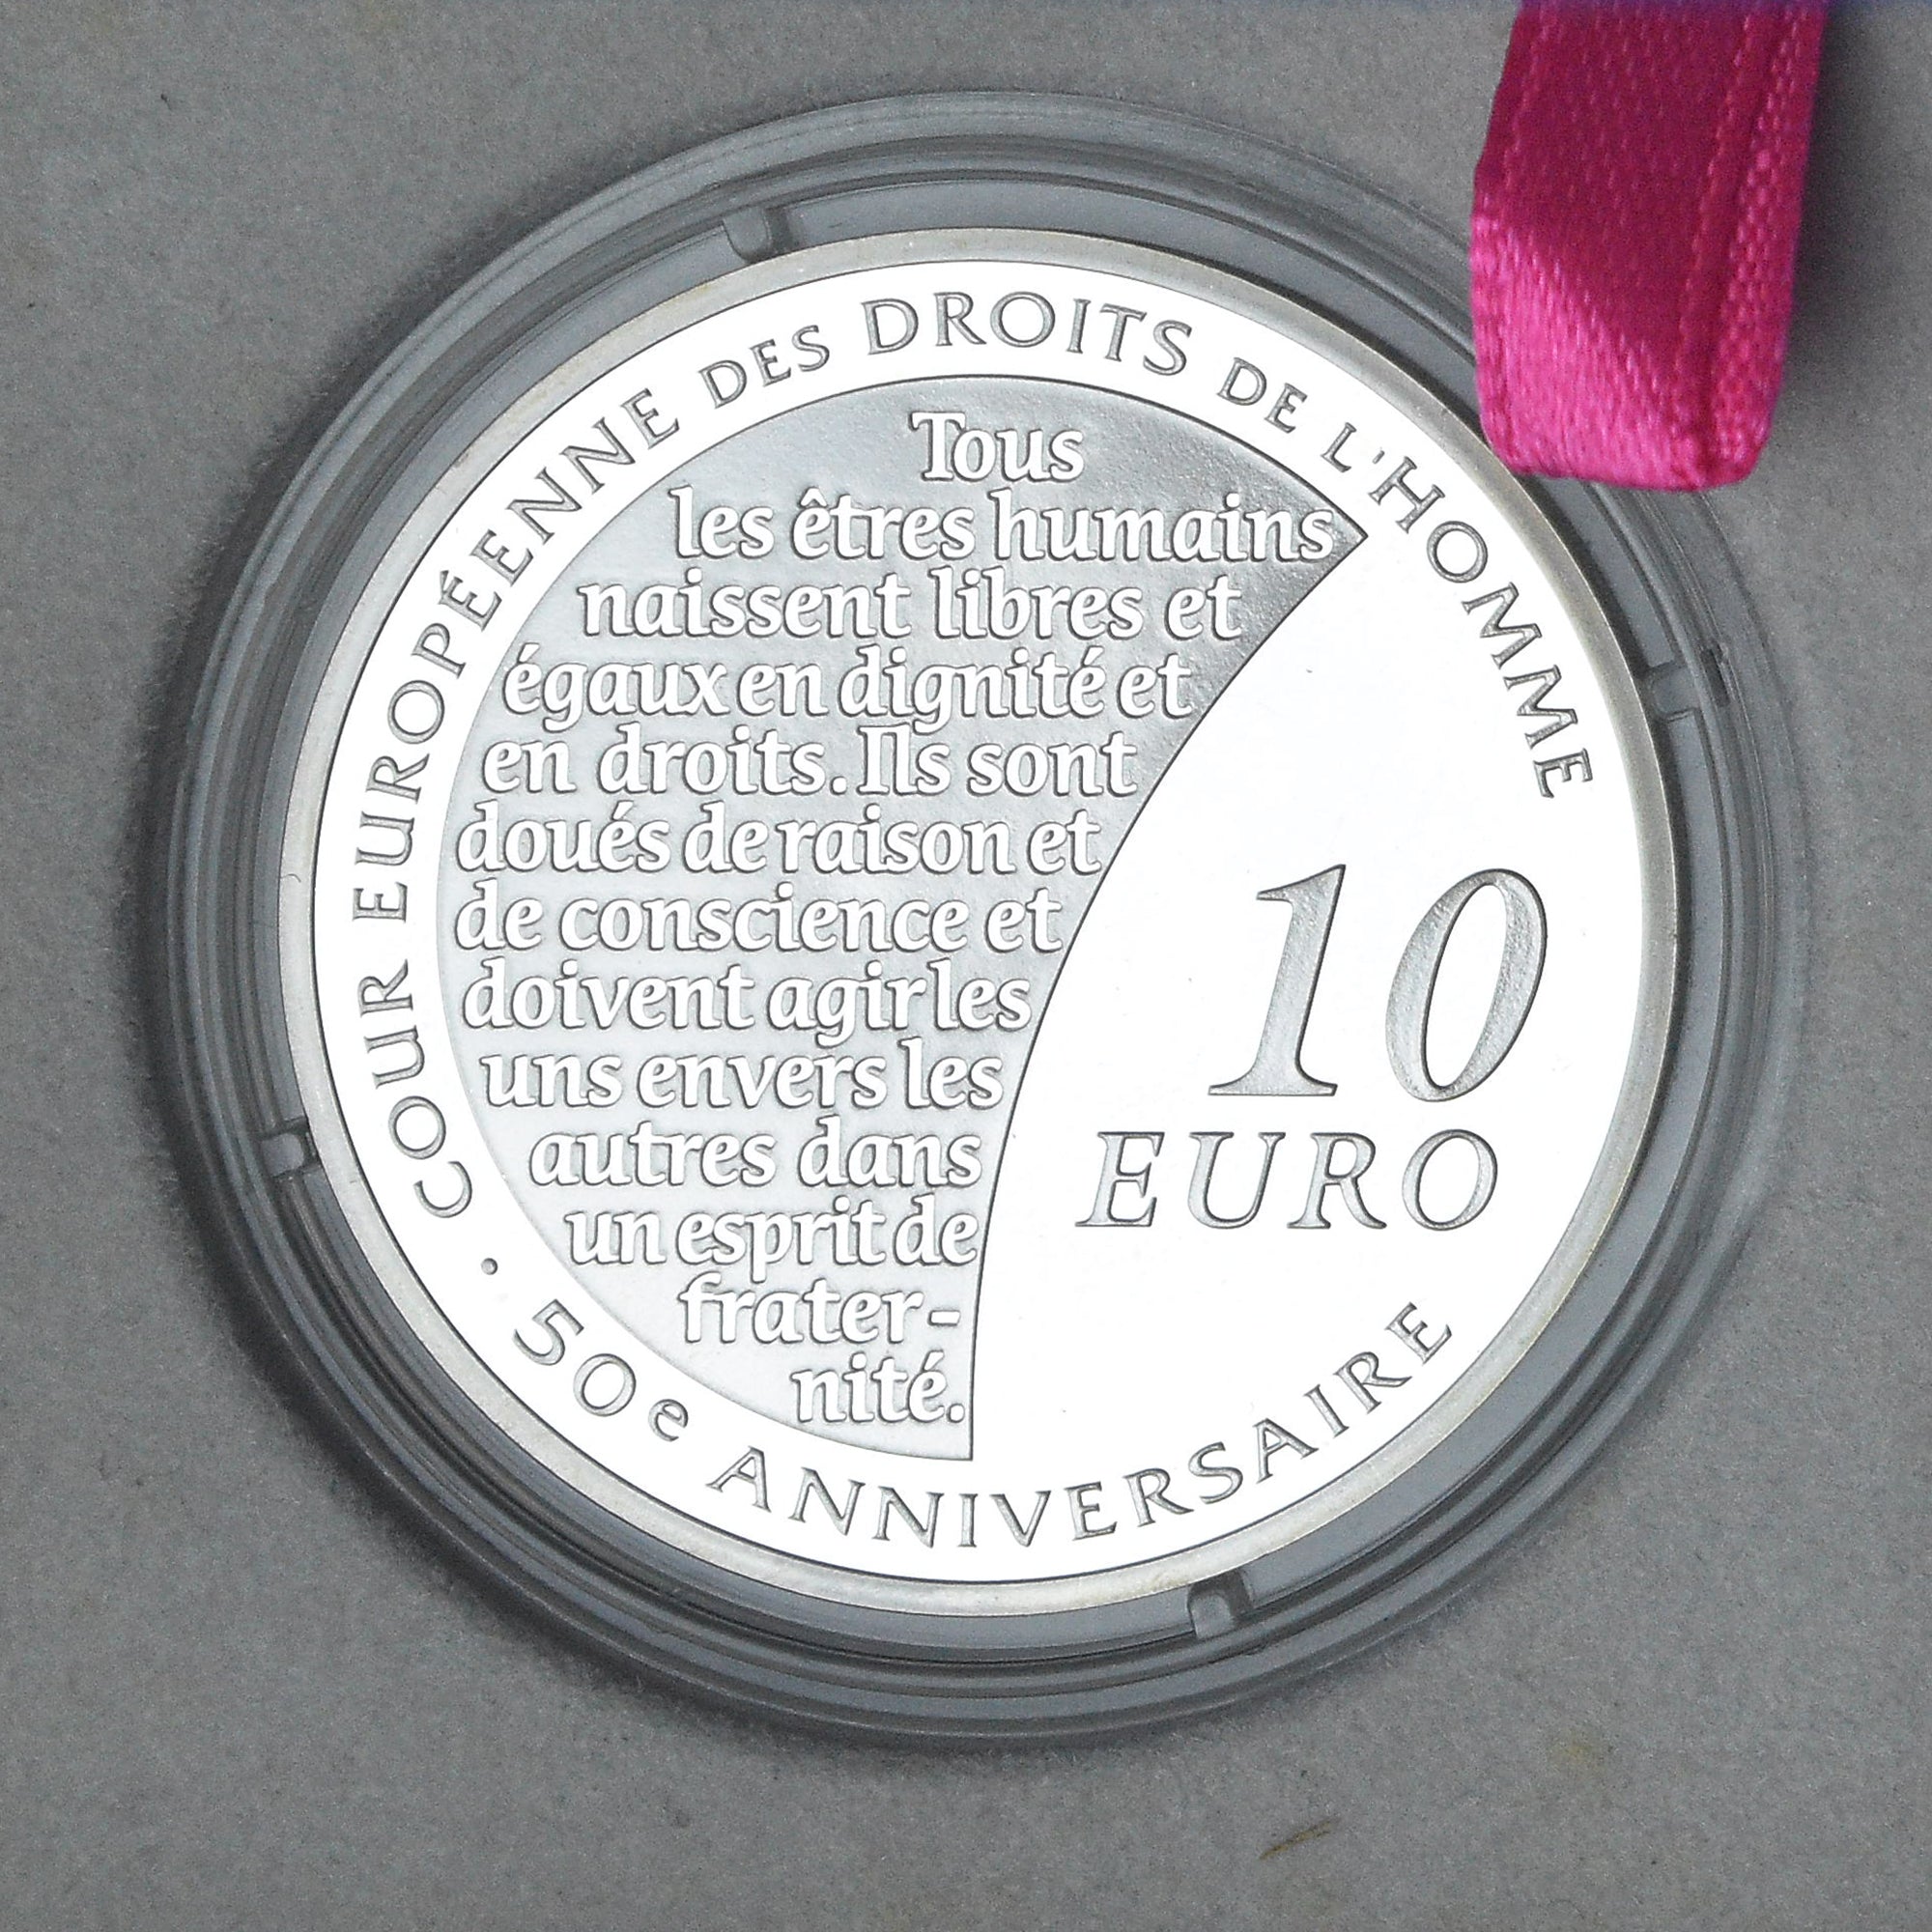 COUR EUROPÉENNE DES DROITS DE L'HOMME
Tous
les êtres humains
naissent libres et
égaux en dignité et
en droits. Ils sont
doués de raison et
de conscience et
doivent agir les
uns envers les
autres dans
un esprit de
frater-
nité.
10
EURO
· 50e ANNIVERSAIRE